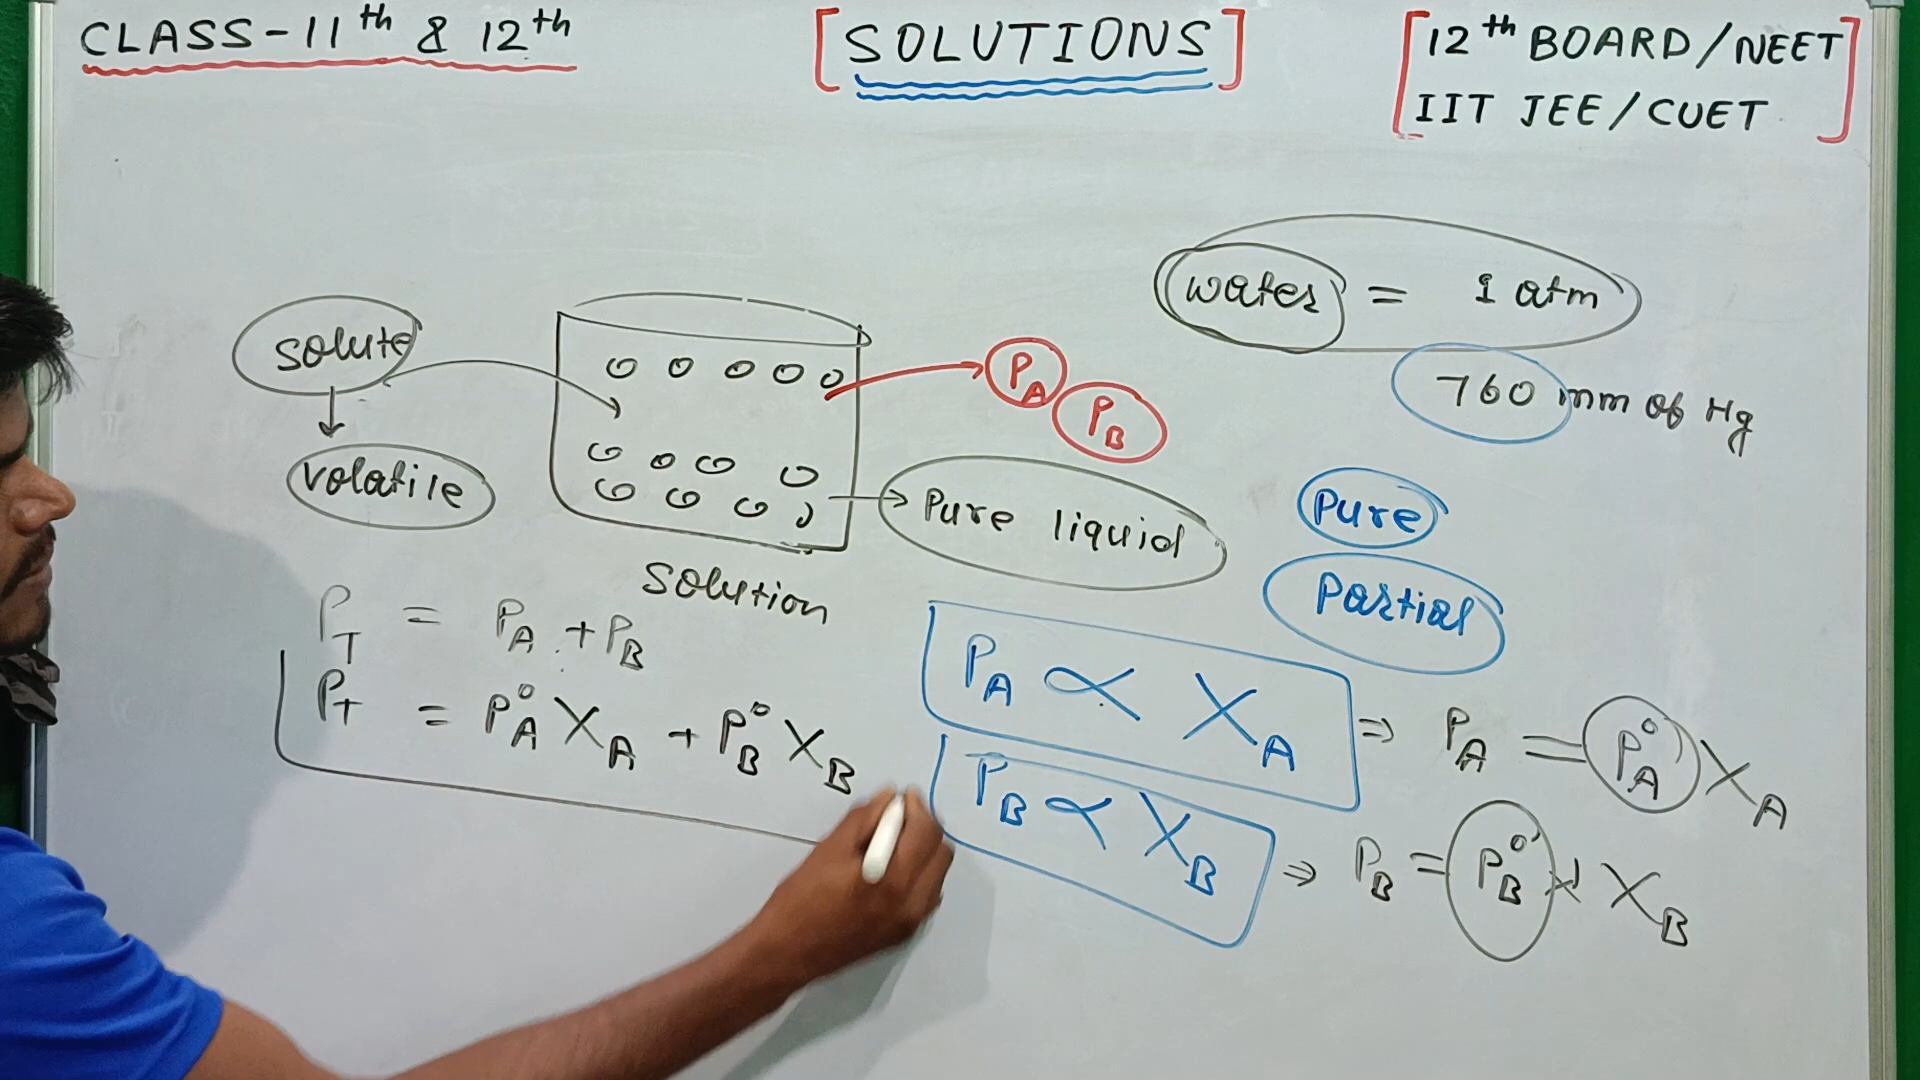 CLASS-11th & 12th
[SOLUTIONS]
[12th BOARD/NEET
IIT JEE/CUET]
water = 1 atm
760 mm of Hg
solute
volatile
PA
PB
Pure liquid
Solution
Pure
Partial
PT = PA + PB
PT = P°A XA + P°B XB
PA ∝ XA ⇒ PA = P°A XA
PB ∝ XB ⇒ PB = P°B × XB